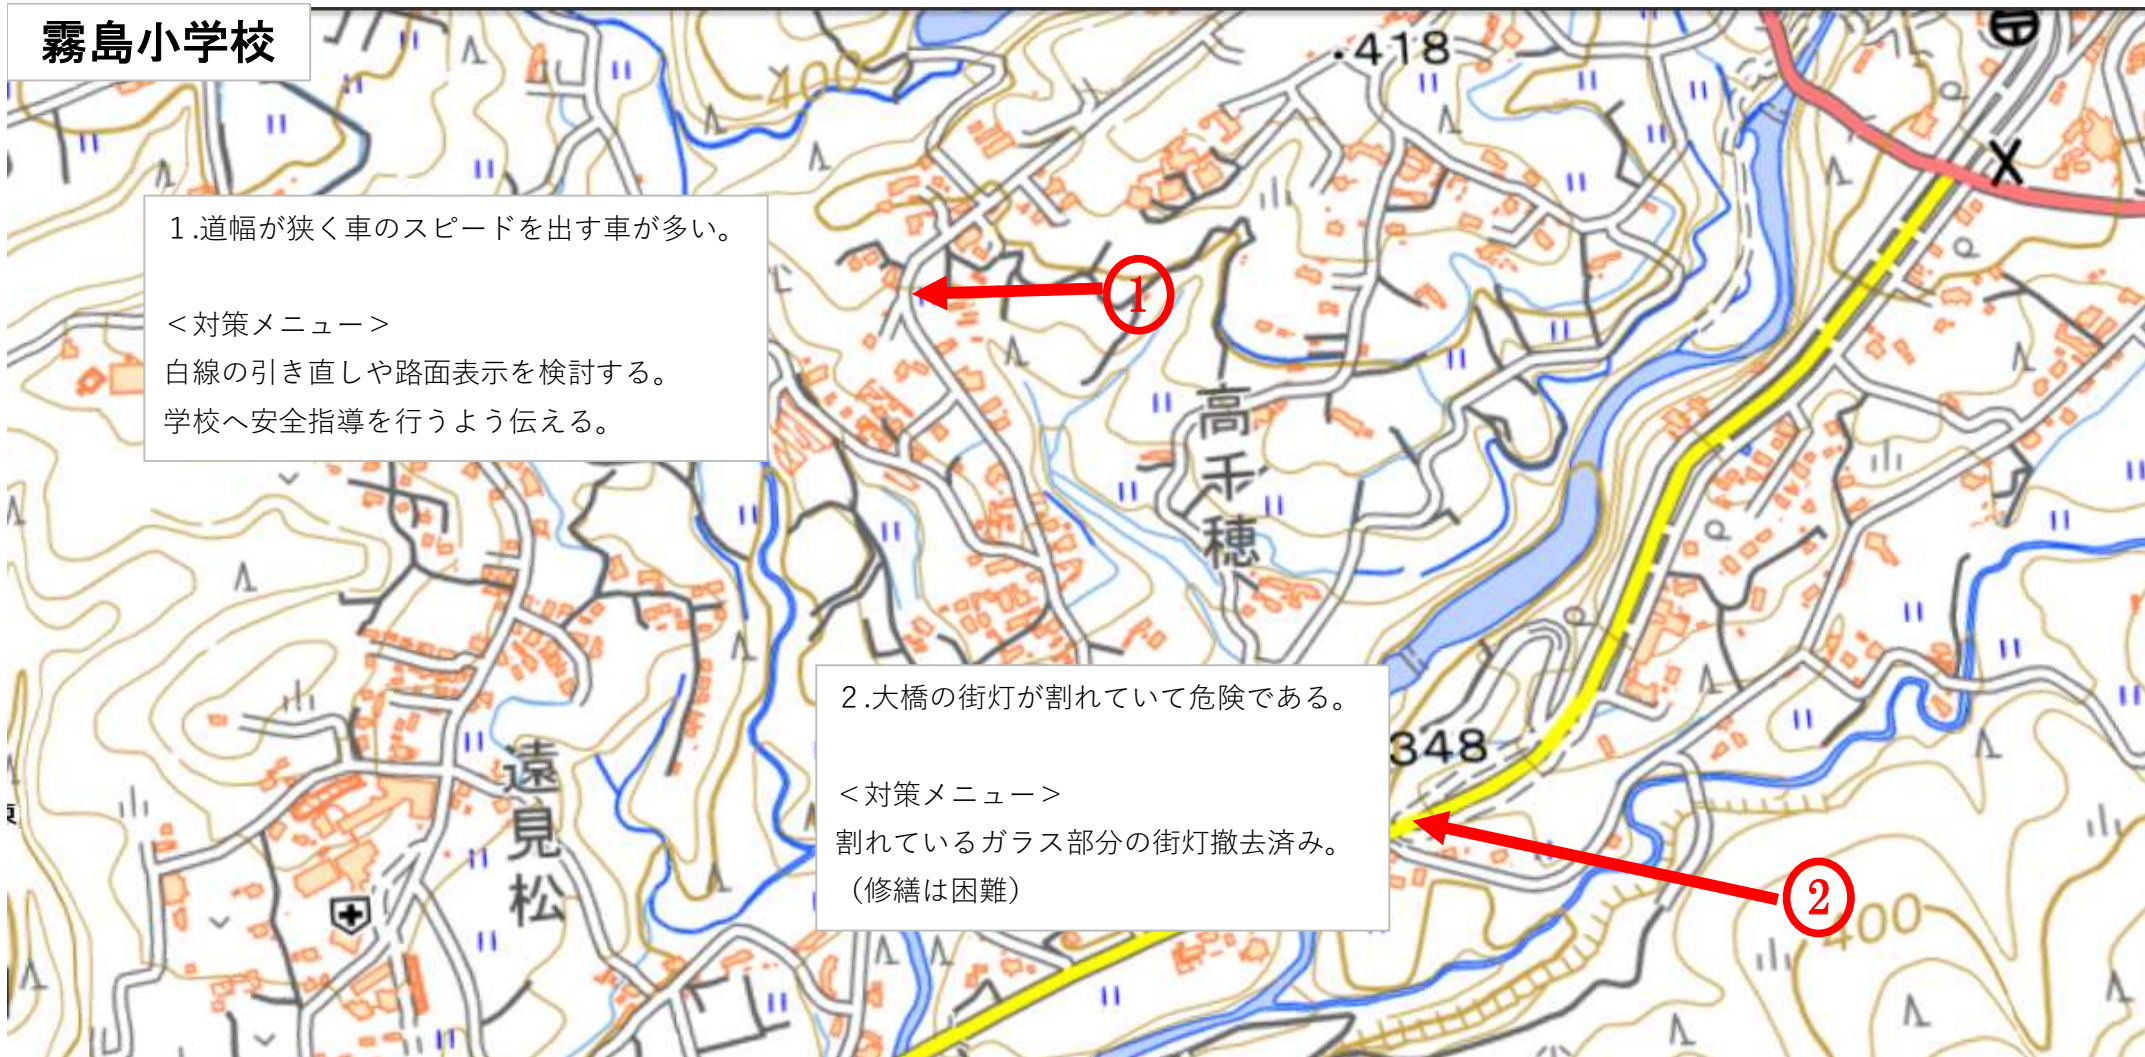 霧島小学校
・418
400
１.道幅が狭く車のスピードを出す車が多い。
＜対策メニュー＞
白線の引き直しや路面表示を検討する。
学校へ安全指導を行うよう伝える。
1
高千穂
２.大橋の街灯が割れていて危険である。
＜対策メニュー＞
割れているガラス部分の街灯撤去済み。
（修繕は困難）
348
2
400
遠見松